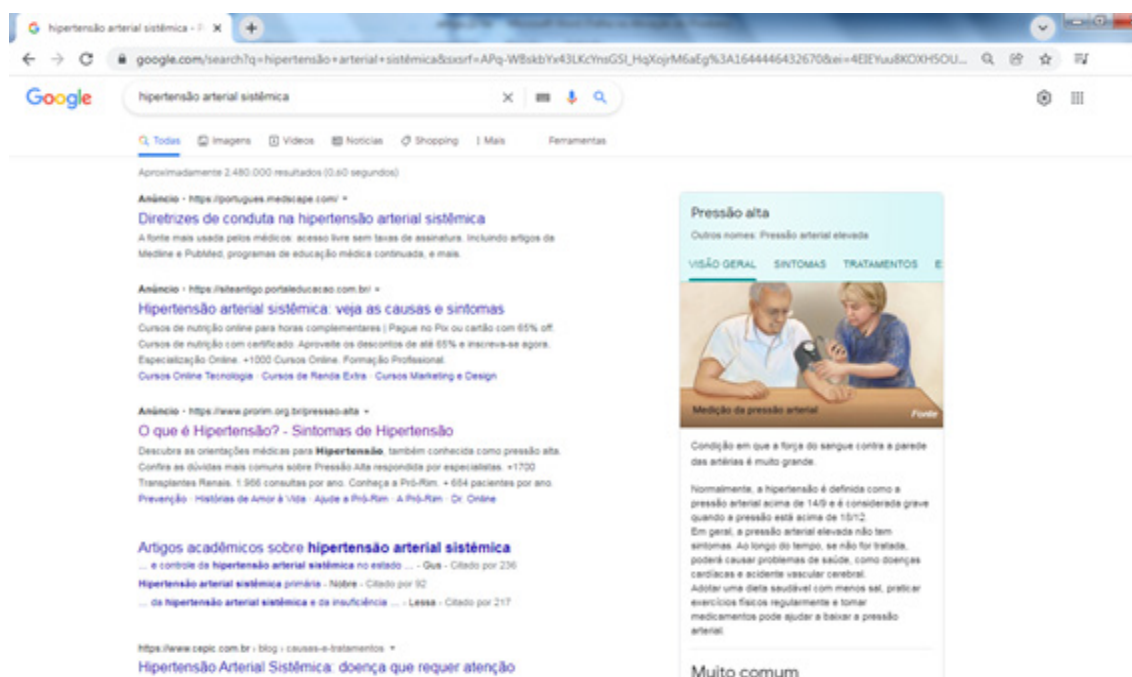 hipertensão arterial sistêmica - P
google.com/search?q=hipertensão+arterial+sistêmica&sxsrf=
Google
hipertensão arterial sistêmica
Todas Imagens Vídeos Notícias Shopping Mais Ferramentas
Aproximadamente 2.480.000 resultados (0,60 segundos)
Anúncio · https://portugues.medscape.com/
Diretrizes de conduta na hipertensão arterial sistêmica
A fonte mais usada pelos médicos: acesso livre sem taxas de assinatura. Incluindo artigos da
Medline e PubMed, programas de educação médica continuada, e mais.
Anúncio · https://siteantigo.portaleducacao.com.br/
Hipertensão arterial sistêmica: veja as causas e sintomas
Cursos de nutrição online para horas complementares | Pague no Pix ou cartão com 65% off.
Cursos de nutrição com certificado. Aproveite os descontos de até 65% e inscreva-se agora.
Especialização Online. +1000 Cursos Online. Formação Profissional.
Cursos Online Tecnologia · Cursos de Renda Extra · Cursos Marketing e Design
Anúncio · https://www.prorim.org.br/pressao-alta
O que é Hipertensão? - Sintomas de Hipertensão
Descubra as orientações médicas para Hipertensão, também conhecida como pressão alta.
Confira as dúvidas mais comuns sobre Pressão Alta respondida por especialistas. +1700
Transplantes Renais. 1.966 consultas por ano. Conheça a Pró-Rim. + 664 pacientes por ano.
Prevenção · Histórias de Amor à Vida · Ajude a Pró-Rim · A Pró-Rim · Dr. Online
Artigos acadêmicos sobre hipertensão arterial sistêmica
... e controle da hipertensão arterial sistêmica no estado ... - Gus - Citado por 236
Hipertensão arterial sistêmica primária - Nobre - Citado por 92
... da hipertensão arterial sistêmica e da insuficiência ... - Lessa - Citado por 217
https://www.cepic.com.br › blog › causas-e-tratamentos
Hipertensão Arterial Sistêmica: doença que requer atenção
Pressão alta
Outros nomes: Pressão arterial elevada
VISÃO GERAL SINTOMAS TRATAMENTOS E
Medição da pressão arterial Fonte
Condição em que a força do sangue contra a parede
das artérias é muito grande.
Normalmente, a hipertensão é definida como a
pressão arterial acima de 14/9 e é considerada grave
quando a pressão está acima de 18/12.
Em geral, a pressão arterial elevada não tem
sintomas. Ao longo do tempo, se não for tratada,
poderá causar problemas de saúde, como doenças
cardíacas e acidente vascular cerebral.
Adotar uma dieta saudável com menos sal, praticar
exercícios físicos regularmente e tomar
medicamentos pode ajudar a baixar a pressão
arterial.
Muito comum